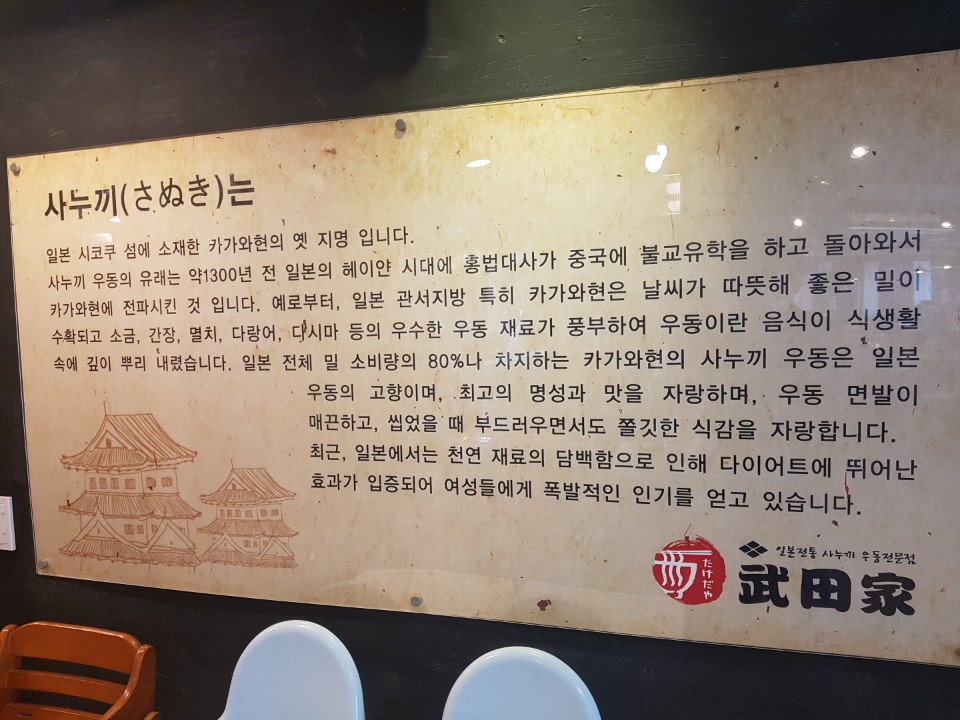 사누끼(さぬき)는
일본 시코쿠 섬에 소재한 카가와현의 옛 지명 입니다.
사누끼 우동의 유래는 약1300년 전 일본의 헤이얀 시대에 홍법대사가 중국에 불교유학을 하고 돌아와서
카가와현에 전파시킨 것 입니다. 예로부터, 일본 관서지방 특히 카가와현은 날씨가 따뜻해 좋은 밀이
수확되고 소금, 간장, 멸치, 다랑어, 다시마 등의 우수한 우동 재료가 풍부하여 우동이란 음식이 식생활
속에 깊이 뿌리 내렸습니다. 일본 전체 밀 소비량의 80%나 차지하는 카가와현의 사누끼 우동은 일본
우동의 고향이며, 최고의 명성과 맛을 자랑하며, 우동 면발이
매끈하고, 씹었을 때 부드러우면서도 쫄깃한 식감을 자랑합니다.
최근, 일본에서는 천연 재료의 담백함으로 인해 다이어트에 뛰어난
효과가 입증되어 여성들에게 폭발적인 인기를 얻고 있습니다.
たけだや
일본전통 사누끼 우동전문점
武田家